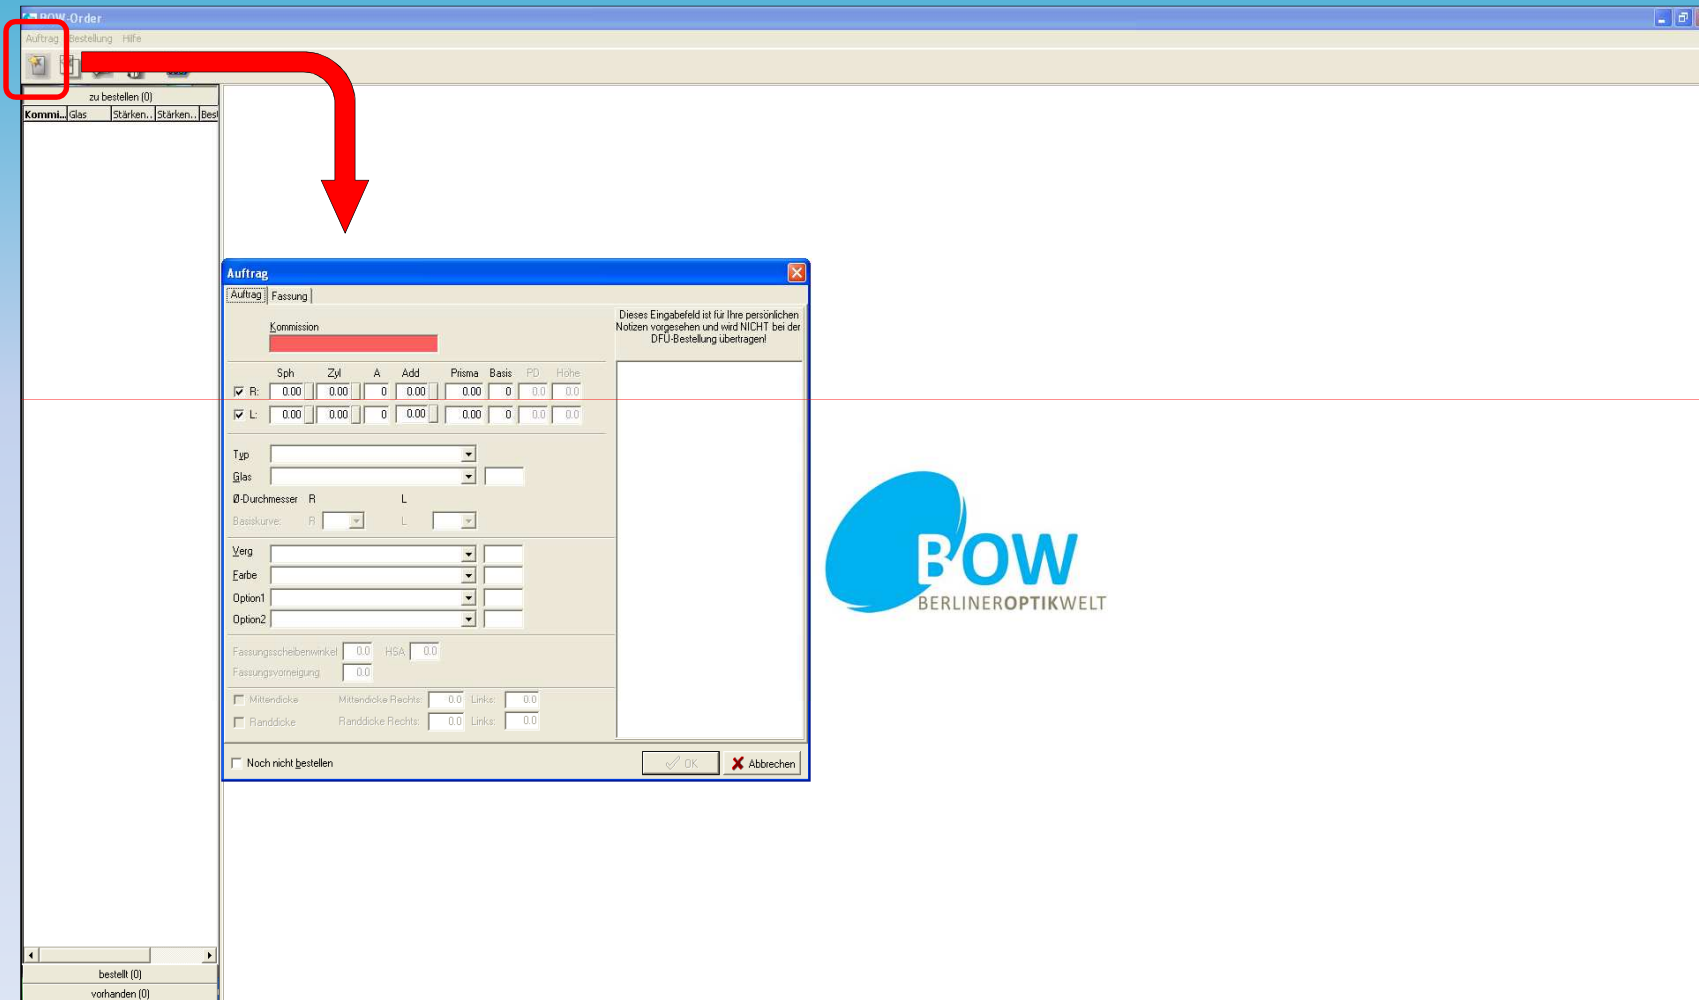 BOW-Order
Auftrag Bestellung Hilfe
zu bestellen (0)
Kommi... Glas Stärken... Stärken... Best
Auftrag
Auftrag Fassung
Kommission
Dieses Eingabefeld ist für Ihre persönlichen
Notizen vorgesehen und wird NICHT bei der
DFÜ-Bestellung übertragen!
Sph Zyl A Add Prisma Basis PD Höhe
R: 0.00 0.00 0 0.00 0.00 0 0.0 0.0
L: 0.00 0.00 0 0.00 0.00 0 0.0 0.0
Typ
Glas
Ø-Durchmesser R L
Basiskurve: R L
Verg
Farbe
Option1
Option2
Fassungsscheibenwinkel 0.0 HSA 0.0
Fassungsvorneigung 0.0
Mittendicke Mittendicke Rechts: 0.0 Links: 0.0
Randdicke Randdicke Rechts: 0.0 Links: 0.0
Noch nicht bestellen OK Abbrechen
BOW
BERLINEROPTIKWELT
bestellt (0)
vorhanden (0)